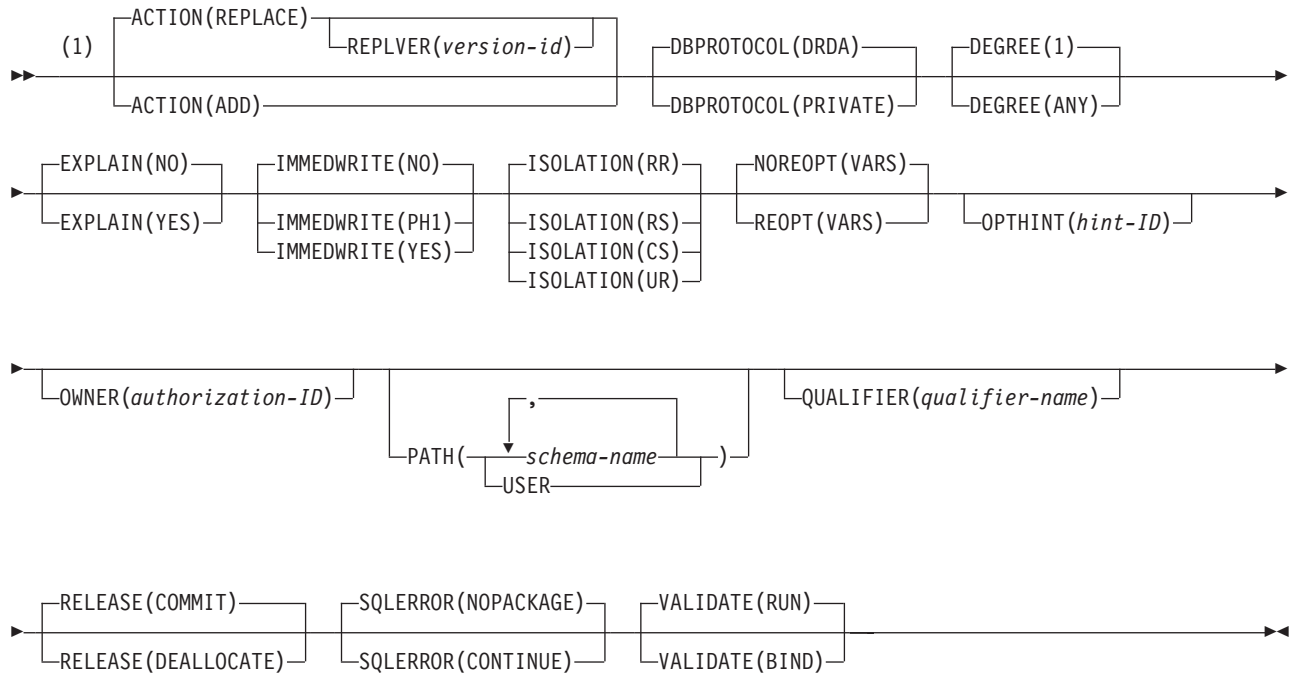 ACTION(REPLACE)
(1) REPLVER(version-id) DBPROTOCOL(DRDA) DEGREE(1)
ACTION(ADD) DBPROTOCOL(PRIVATE) DEGREE(ANY)
EXPLAIN(NO) IMMEDWRITE(NO) ISOLATION(RR) NOREOPT(VARS)
EXPLAIN(YES) IMMEDWRITE(PH1) ISOLATION(RS) REOPT(VARS) OPTHINT(hint-ID)
IMMEDWRITE(YES) ISOLATION(CS)
ISOLATION(UR)
OWNER(authorization-ID) , QUALIFIER(qualifier-name)
PATH( schema-name )
USER
RELEASE(COMMIT) SQLERROR(NOPACKAGE) VALIDATE(RUN)
RELEASE(DEALLOCATE) SQLERROR(CONTINUE) VALIDATE(BIND)